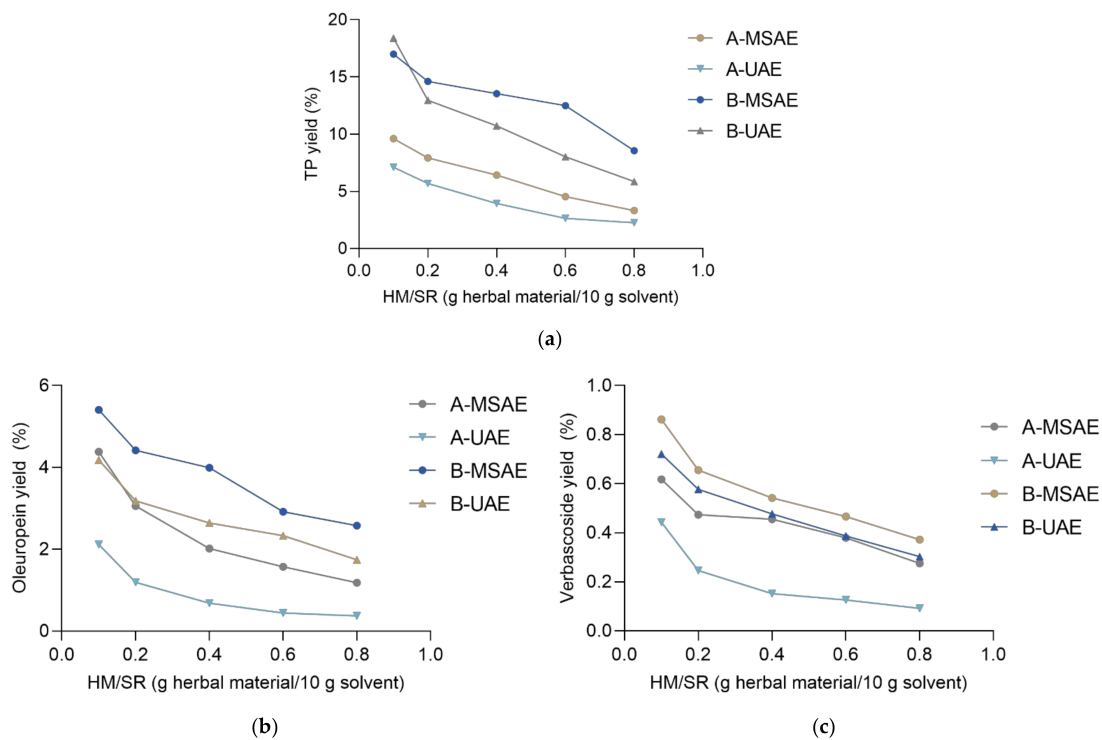 20
15
10
5
0
TP yield (%)
0.0 0.2 0.4 0.6 0.8 1.0
HM/SR (g herbal material/10 g solvent)
A-MSAE
A-UAE
B-MSAE
B-UAE
(a)
6
4
2
0
Oleuropein yield (%)
0.0 0.2 0.4 0.6 0.8 1.0
HM/SR (g herbal material/10 g solvent)
A-MSAE
A-UAE
B-MSAE
B-UAE
(b)
1.0
0.8
0.6
0.4
0.2
0.0
Verbascoside yield (%)
0.0 0.2 0.4 0.6 0.8 1.0
HM/SR (g herbal material/10 g solvent)
A-MSAE
A-UAE
B-MSAE
B-UAE
(c)